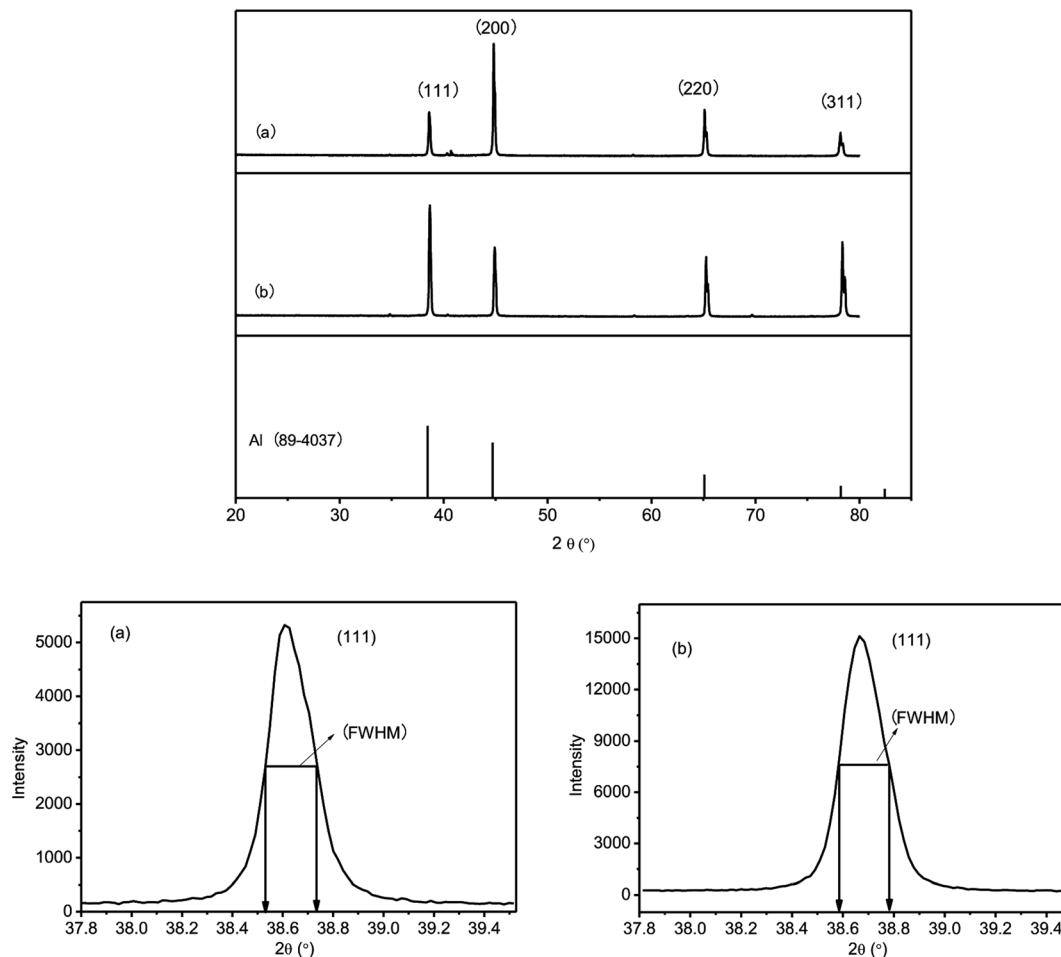 (200)
(111)
(220)
(311)
(a)
(b)
Al (89-4037)
20 30 40 50 60 70 80
2 θ (°)
(a)
(111)
(FWHM)
5000
4000
3000
2000
1000
0
Intensity
37.8 38.0 38.2 38.4 38.6 38.8 39.0 39.2 39.4
2θ (°)
(b)
(111)
(FWHM)
15000
12000
9000
6000
3000
0
Intensity
37.8 38.0 38.2 38.4 38.6 38.8 39.0 39.2 39.4
2θ (°)